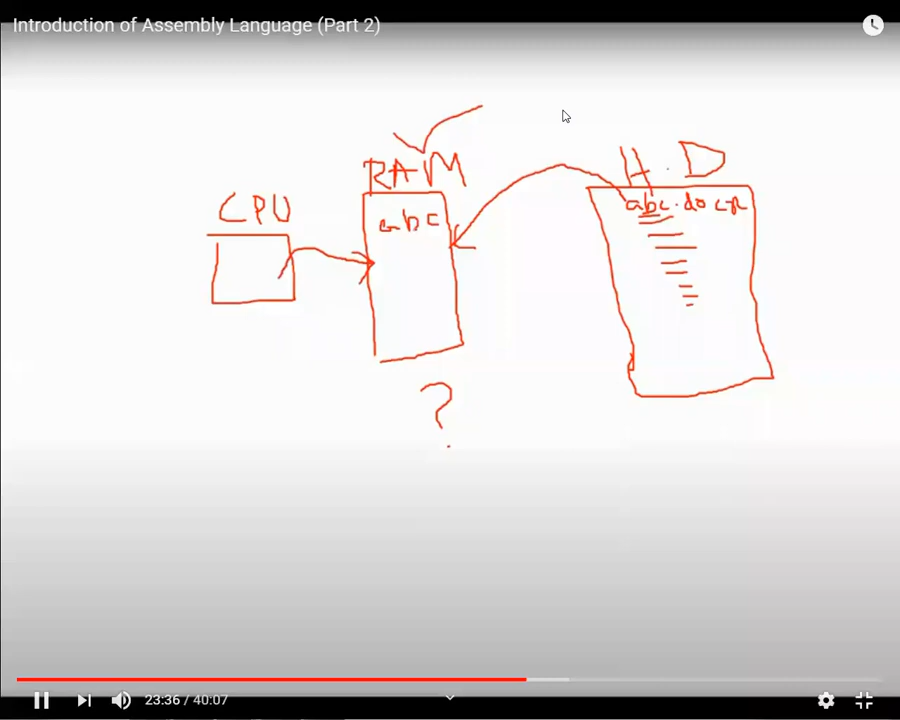 Introduction of Assembly Language (Part 2)
RAM
H.D
CPU
abc
abc.docx
?
23:36 / 40:07